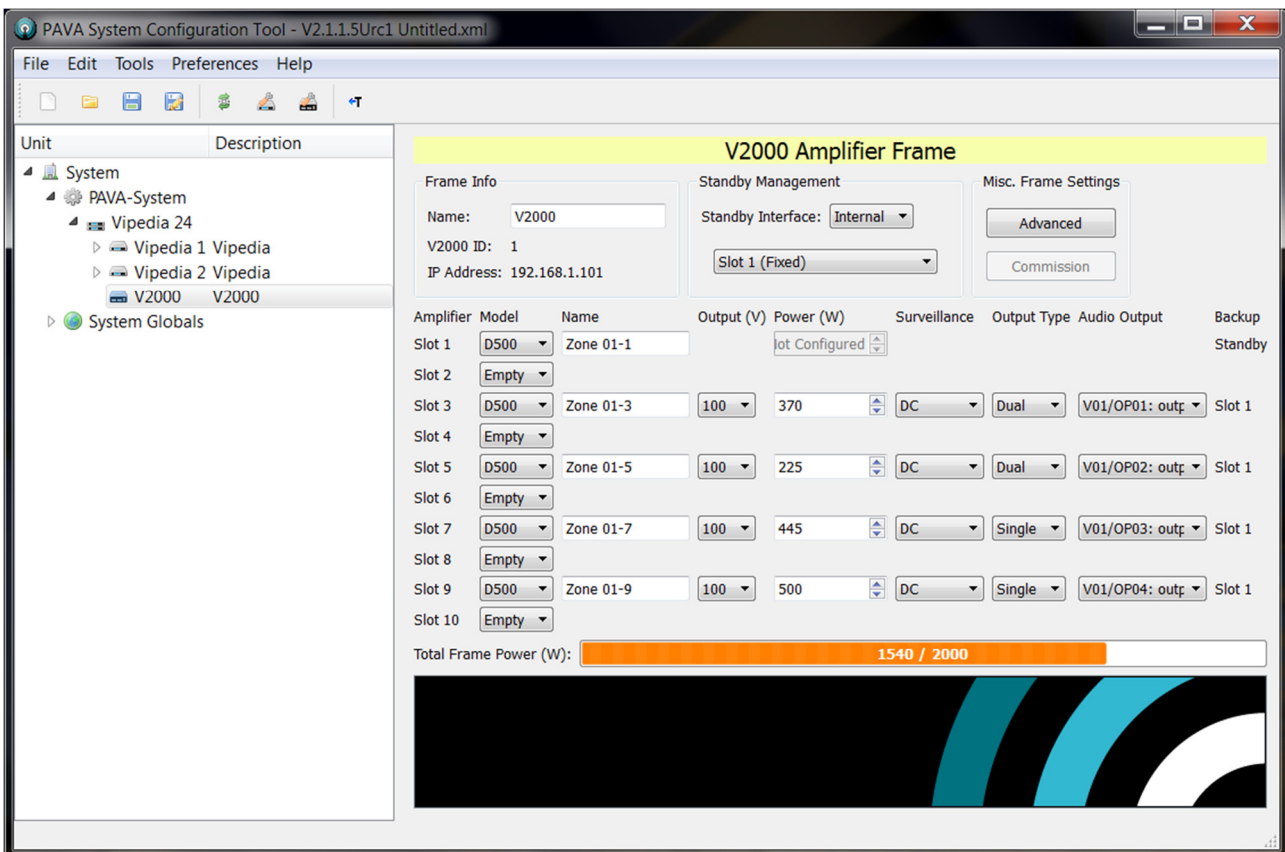 PAVA System Configuration Tool - V2.1.1.5Urc1 Untitled.xml
File Edit Tools Preferences Help
T
Unit Description
System
PAVA-System
Vipedia 24
Vipedia 1 Vipedia
Vipedia 2 Vipedia
V2000 V2000
System Globals
V2000 Amplifier Frame
Frame Info
Name: V2000
V2000 ID: 1
IP Address: 192.168.1.101
Standby Management
Standby Interface: Internal
Slot 1 (Fixed)
Misc. Frame Settings
Advanced
Commission
Amplifier Model Name Output (V) Power (W) Surveillance Output Type Audio Output Backup
Slot 1 D500 Zone 01-1 lot Configured Standby
Slot 2 Empty
Slot 3 D500 Zone 01-3 100 370 DC Dual V01/OP01: outp Slot 1
Slot 4 Empty
Slot 5 D500 Zone 01-5 100 225 DC Dual V01/OP02: outp Slot 1
Slot 6 Empty
Slot 7 D500 Zone 01-7 100 445 DC Single V01/OP03: outp Slot 1
Slot 8 Empty
Slot 9 D500 Zone 01-9 100 500 DC Single V01/OP04: outp Slot 1
Slot 10 Empty
Total Frame Power (W): 1540 / 2000